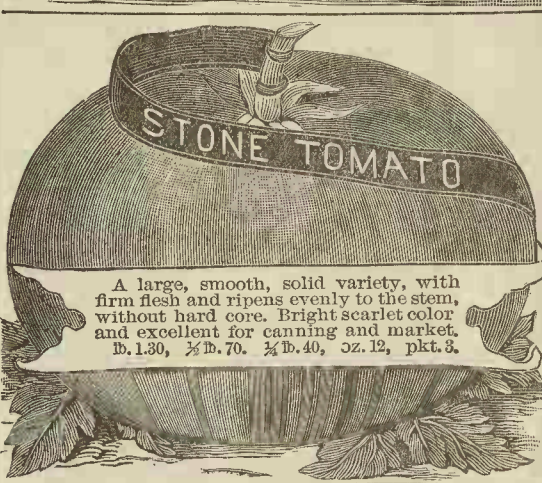 STONE TOMATO
A large, smooth, solid variety, with
firm flesh and ripens evenly to the stem,
without hard core. Bright scarlet color
and excellent for canning and market.
lb. 1.30, ½ lb. 70. ¼ lb. 40, oz. 12, pkt. 3.